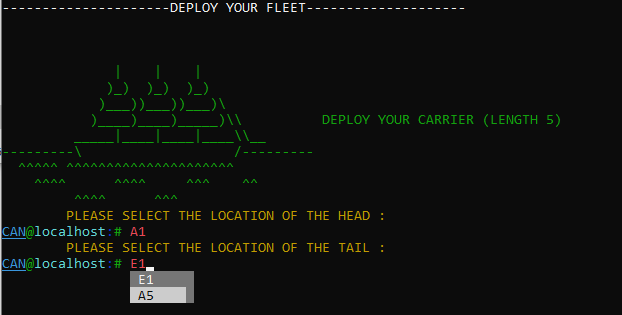 DEPLOY YOUR FLEET
DEPLOY YOUR CARRIER (LENGTH 5)
PLEASE SELECT THE LOCATION OF THE HEAD :
CAN@localhost:# A1
PLEASE SELECT THE LOCATION OF THE TAIL :
CAN@localhost:# E1
E1
A5